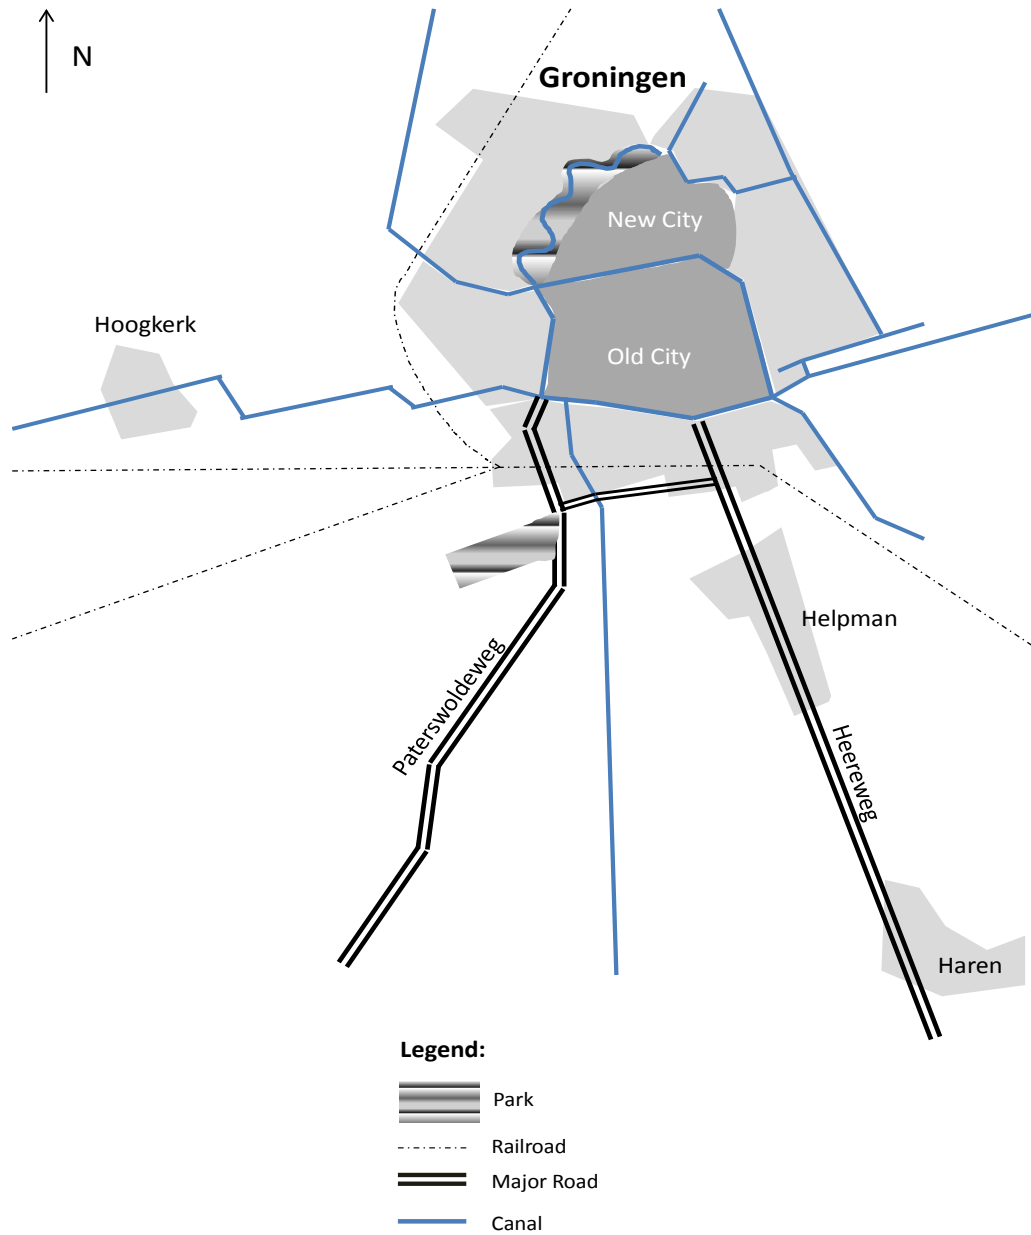 N
Groningen
New City
Hoogkerk
Old City
Helpman
Paterswoldeweg
Heereweg
Haren
Legend:
Park
Railroad
Major Road
Canal